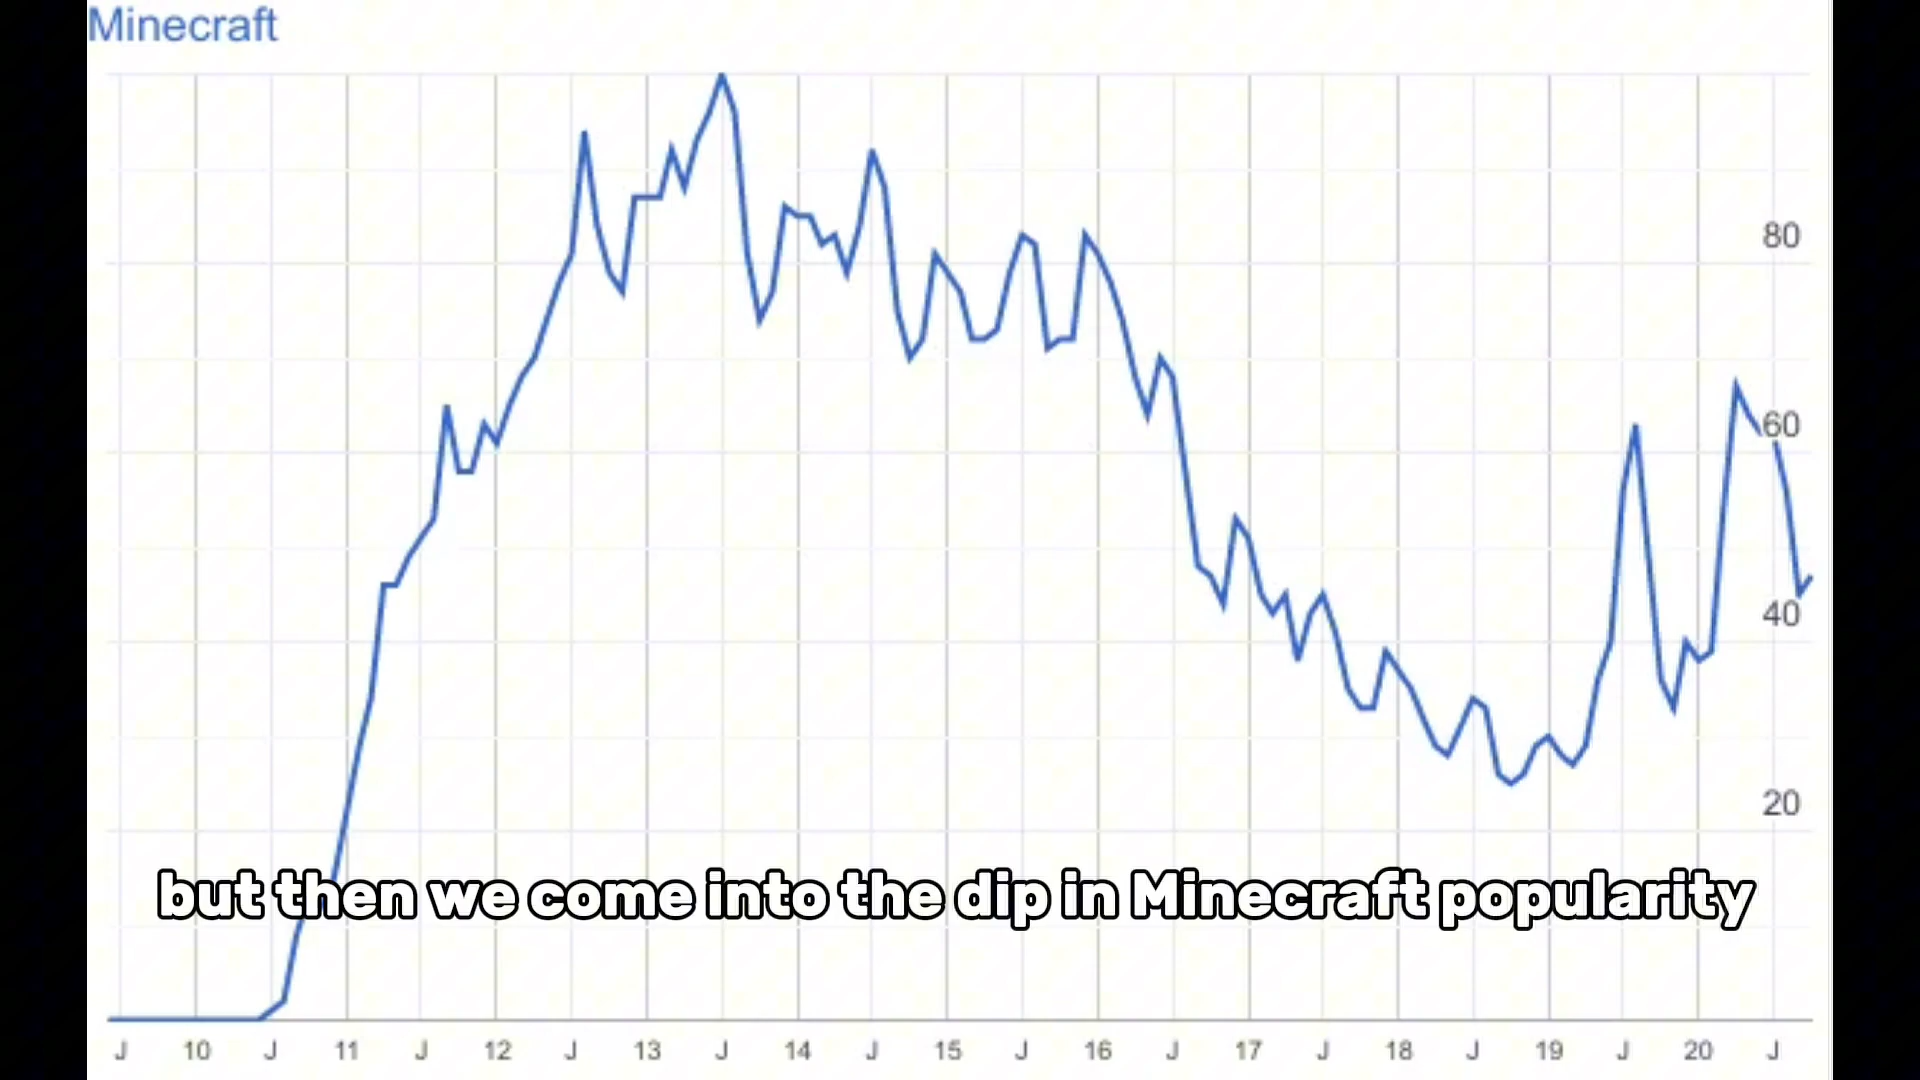 Minecraft
80
60
40
20
but then we come into the dip in Minecraft popularity
J 10 J 11 J 12 J 13 J 14 J 15 J 16 J 17 J 18 J 19 J 20 J